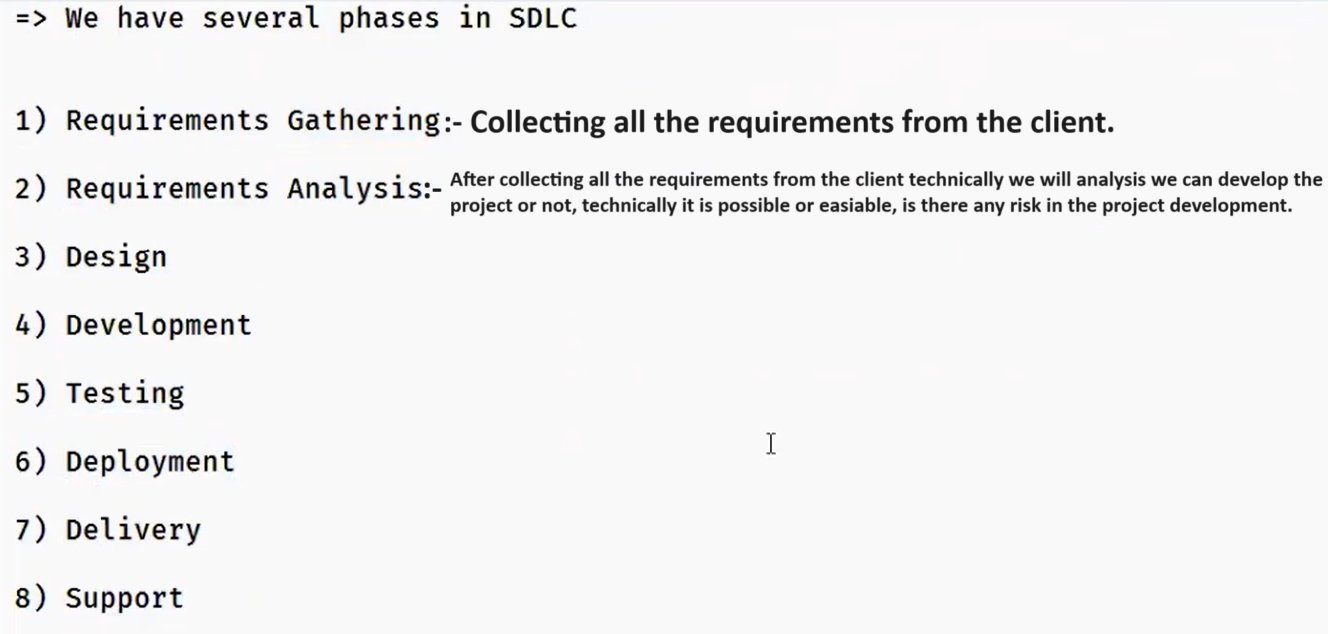 => We have several phases in SDLC
1) Requirements Gathering:- Collecting all the requirements from the client.
2) Requirements Analysis:- After collecting all the requirements from the client technically we will analysis we can develop the
project or not, technically it is possible or easiable, is there any risk in the project development.
3) Design
4) Development
5) Testing
6) Deployment
7) Delivery
8) Support